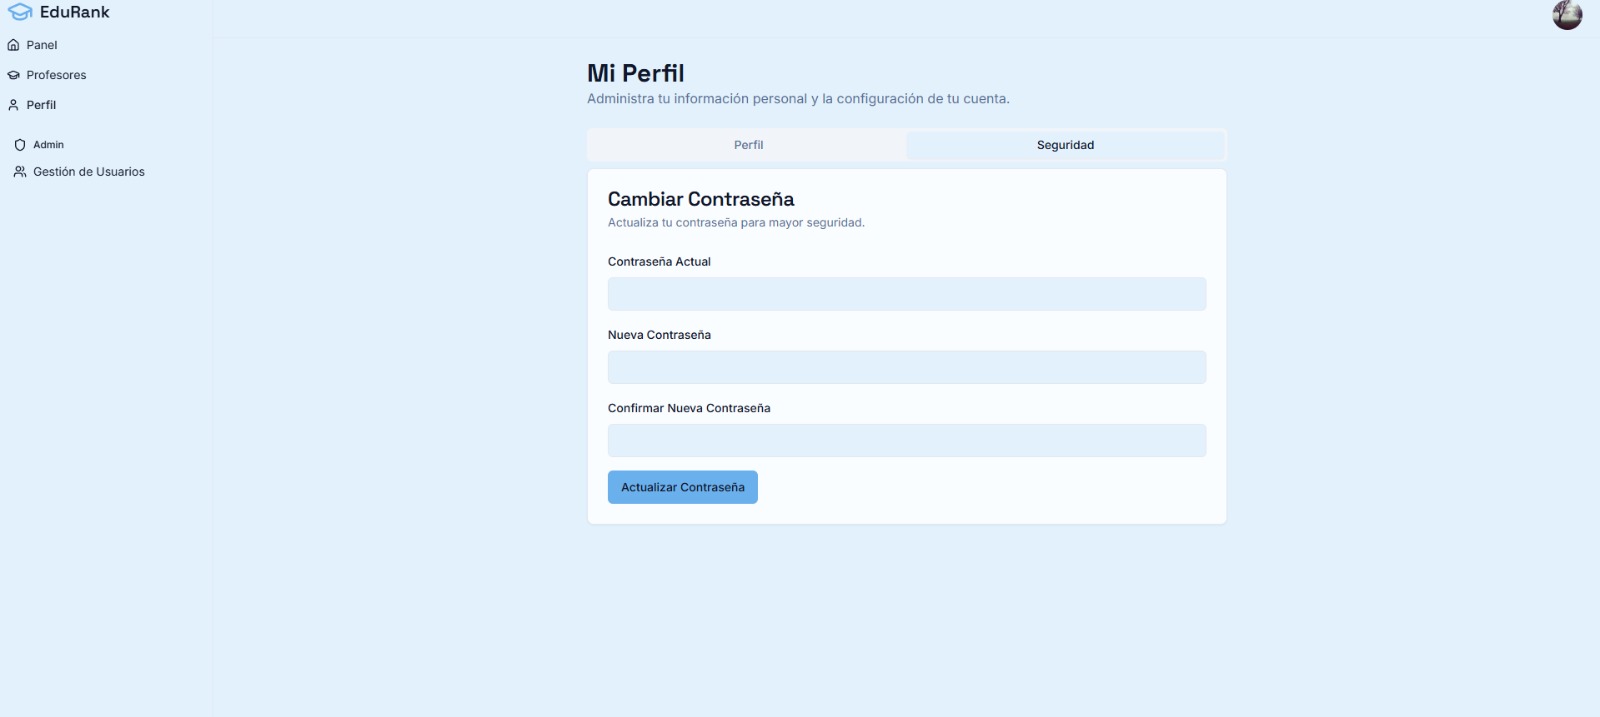 EduRank
Panel
Profesores
Perfil
Admin
Gestión de Usuarios
Mi Perfil
Administra tu información personal y la configuración de tu cuenta.
Perfil
Seguridad
Cambiar Contraseña
Actualiza tu contraseña para mayor seguridad.
Contraseña Actual
Nueva Contraseña
Confirmar Nueva Contraseña
Actualizar Contraseña